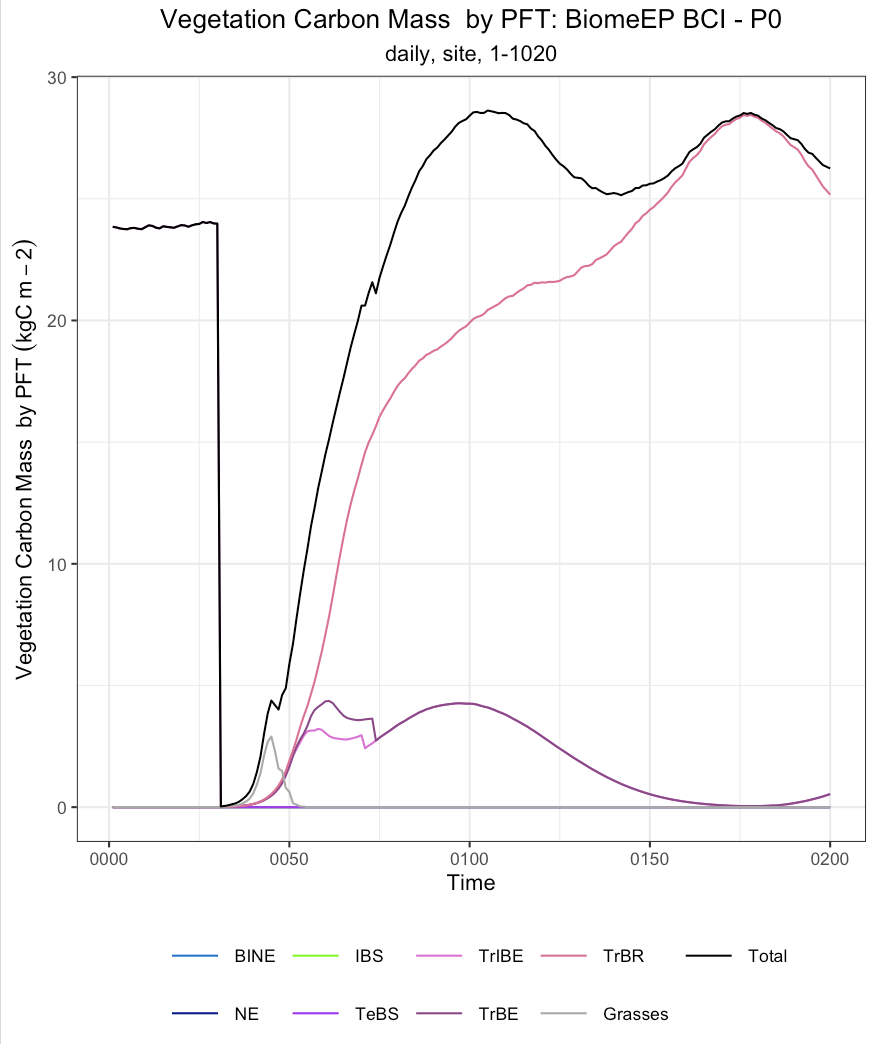 Vegetation Carbon Mass  by PFT: BiomeEP BCI - P0
daily, site, 1-1020
Vegetation Carbon Mass  by PFT (kgC m − 2)
30
20
10
0
0000 0050 0100 0150 0200
Time
BINE IBS TrIBE TrBR Total
NE TeBS TrBE Grasses